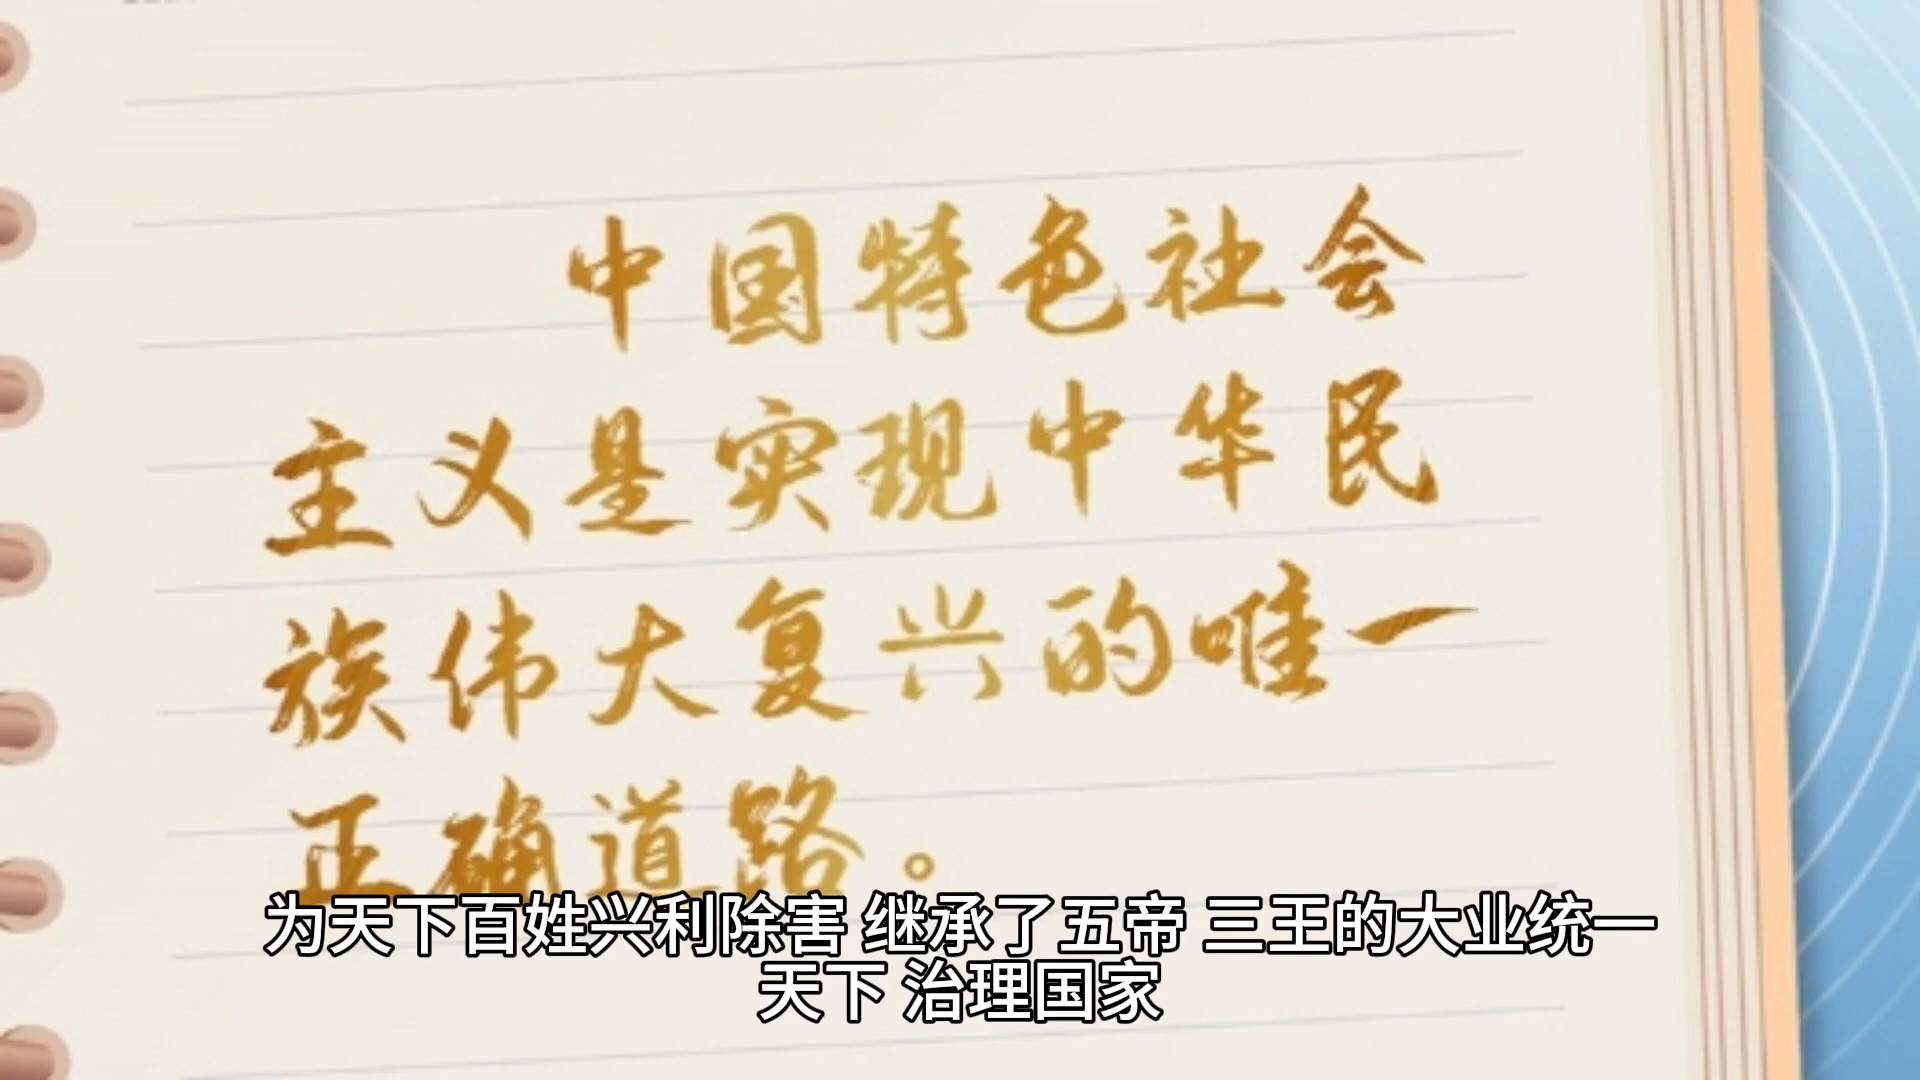 中国特色社会
主义是实现中华民
族伟大复兴的唯一
正确道路。
为天下百姓兴利除害 继承了五帝 三王的大业统一
天下 治理国家